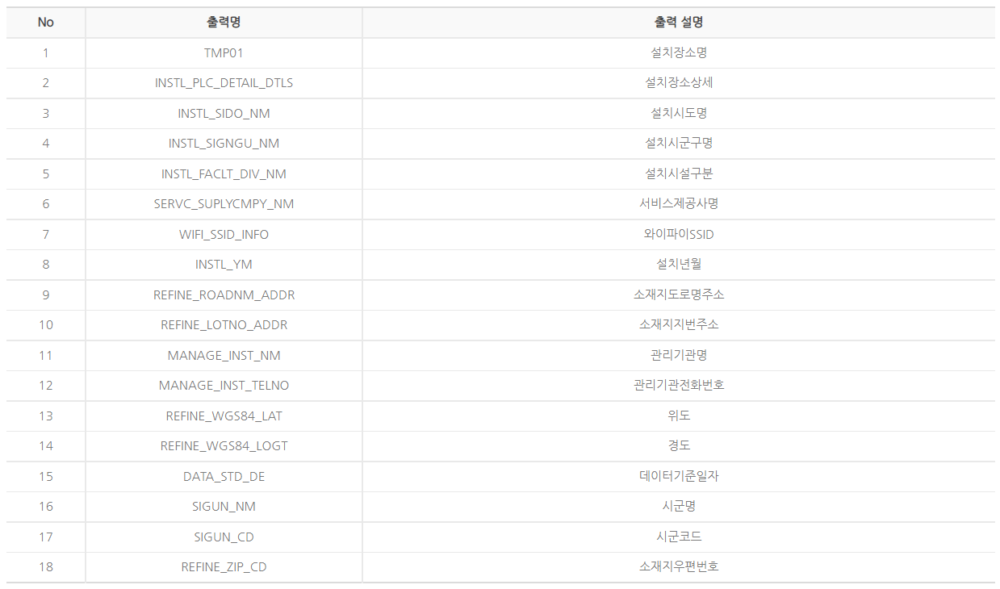 No 출력명 출력 설명
1 TMP01 설치장소명
2 INSTL_PLC_DETAIL_DTLS 설치장소상세
3 INSTL_SIDO_NM 설치시도명
4 INSTL_SIGNGU_NM 설치시군구명
5 INSTL_FACLT_DIV_NM 설치시설구분
6 SERVC_SUPLYCMPY_NM 서비스제공사명
7 WIFI_SSID_INFO 와이파이SSID
8 INSTL_YM 설치년월
9 REFINE_ROADNM_ADDR 소재지도로명주소
10 REFINE_LOTNO_ADDR 소재지지번주소
11 MANAGE_INST_NM 관리기관명
12 MANAGE_INST_TELNO 관리기관전화번호
13 REFINE_WGS84_LAT 위도
14 REFINE_WGS84_LOGT 경도
15 DATA_STD_DE 데이터기준일자
16 SIGUN_NM 시군명
17 SIGUN_CD 시군코드
18 REFINE_ZIP_CD 소재지우편번호